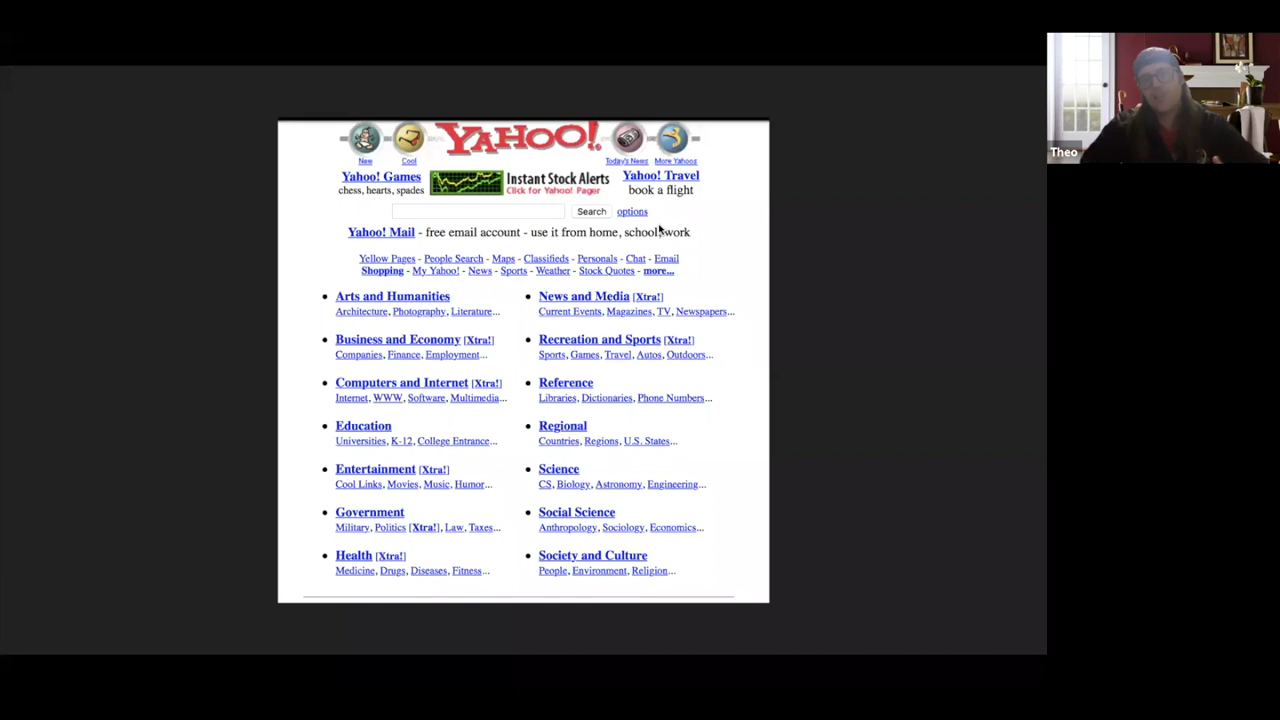 YAHOO!
New
Cool
Today's News
More Yahoos
Yahoo! Games
chess, hearts, spades
Instant Stock Alerts
Click for Yahoo! Pager
Yahoo! Travel
book a flight
Search
options
Yahoo! Mail - free email account - use it from home, school, work
Yellow Pages - People Search - Maps - Classifieds - Personals - Chat - Email
Shopping - My Yahoo! - News - Sports - Weather - Stock Quotes - more...
Arts and Humanities
Architecture, Photography, Literature...
Business and Economy [Xtra!]
Companies, Finance, Employment...
Computers and Internet [Xtra!]
Internet, WWW, Software, Multimedia...
Education
Universities, K-12, College Entrance...
Entertainment [Xtra!]
Cool Links, Movies, Music, Humor...
Government
Military, Politics [Xtra!], Law, Taxes...
Health [Xtra!]
Medicine, Drugs, Diseases, Fitness...
News and Media [Xtra!]
Current Events, Magazines, TV, Newspapers...
Recreation and Sports [Xtra!]
Sports, Games, Travel, Autos, Outdoors...
Reference
Libraries, Dictionaries, Phone Numbers...
Regional
Countries, Regions, U.S. States...
Science
CS, Biology, Astronomy, Engineering...
Social Science
Anthropology, Sociology, Economics...
Society and Culture
People, Environment, Religion...
Theo